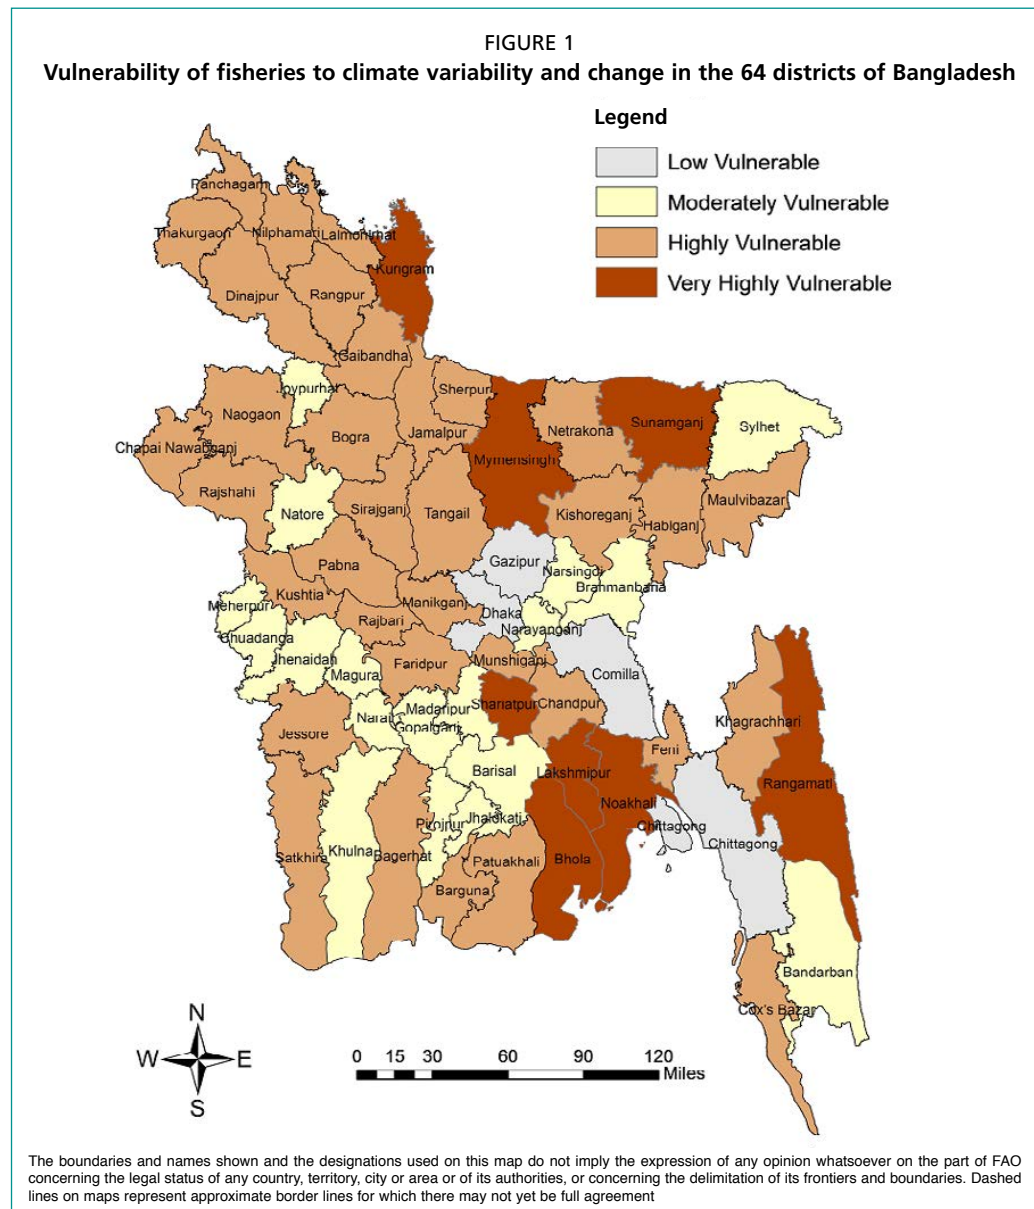 FIGURE 1
Vulnerability of fisheries to climate variability and change in the 64 districts of Bangladesh
Legend
Low Vulnerable
Moderately Vulnerable
Highly Vulnerable
Very Highly Vulnerable
Panchagarh
Thakurgaon
Nilphamari
Lalmonirhat
Kurigram
Dinajpur
Rangpur
Gaibandha
Joypurhat
Sherpur
Naogaon
Bogra
Jamalpur
Netrakona
Sunamganj
Sylhet
Chapai Nawabganj
Mymensingh
Rajshahi
Maulvibazar
Natore
Sirajganj
Tangail
Kishoreganj
Habiganj
Gazipur
Pabna
Narsingdi
Brahmanbaria
Kushtia
Manikganj
Meherpur
Dhaka
Rajbari
Narayanganj
Chuadanga
Jhenaidah
Faridpur
Munshiganj
Magura
Comilla
Shariatpur
Chandpur
Madaripur
Narail
Gopalganj
Khagrachhari
Jessore
Feni
Barisal
Lakshmipur
Rangamati
Noakhali
Jhalokati
Pirojpur
Chittagong
Chittagong
Khulna
Satkhira
Bagerhat
Patuakhali
Bhola
Barguna
Bandarban
Cox's Bazar
N
W
E
S
0 15 30 60 90 120
Miles
The boundaries and names shown and the designations used on this map do not imply the expression of any opinion whatsoever on the part of FAO
concerning the legal status of any country, territory, city or area or of its authorities, or concerning the delimitation of its frontiers and boundaries. Dashed
lines on maps represent approximate border lines for which there may not yet be full agreement